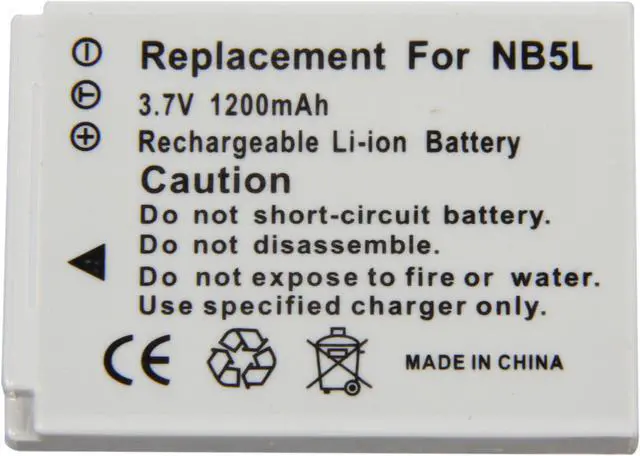 Replacement For NB5L
3.7V 1200mAh
Rechargeable Li-ion Battery
Caution
Do not short-circuit battery.
Do not disassemble.
Do not expose to fire or water.
Use specified charger only.
CE
MADE IN CHINA